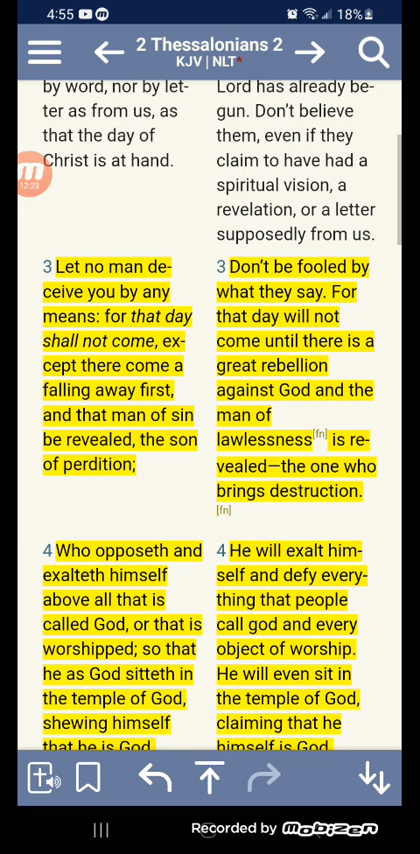 4:55
18%
2 Thessalonians 2
KJV | NLT*
by word, nor by let-
ter as from us, as
that the day of
Christ is at hand.
Lord has already be-
gun. Don’t believe
them, even if they
claim to have had a
spiritual vision, a
revelation, or a letter
supposedly from us.
m
12:23
3 Let no man de-
ceive you by any
means: for that day
shall not come, ex-
cept there come a
falling away first,
and that man of sin
be revealed, the son
of perdition;
3 Don’t be fooled by
what they say. For
that day will not
come until there is a
great rebellion
against God and the
man of
lawlessness[fn] is re-
vealed—the one who
brings destruction.
[fn]
4 Who opposeth and
exalteth himself
above all that is
called God, or that is
worshipped; so that
he as God sitteth in
the temple of God,
shewing himself
that he is God.
4 He will exalt him-
self and defy every-
thing that people
call god and every
object of worship.
He will even sit in
the temple of God,
claiming that he
himself is God.
Recorded by mobizen